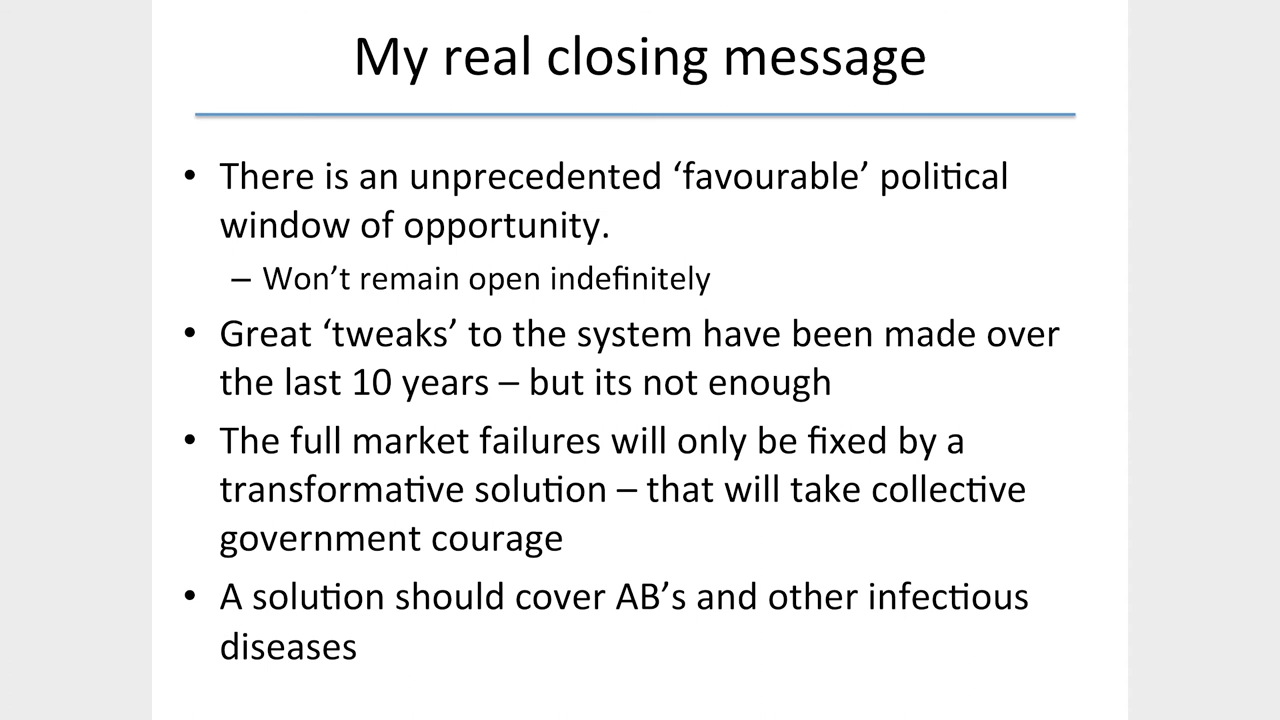 My real closing message
• There is an unprecedented ‘favourable’ political
window of opportunity.
– Won’t remain open indefinitely
• Great ‘tweaks’ to the system have been made over
the last 10 years – but its not enough
• The full market failures will only be fixed by a
transformative solution – that will take collective
government courage
• A solution should cover AB’s and other infectious
diseases